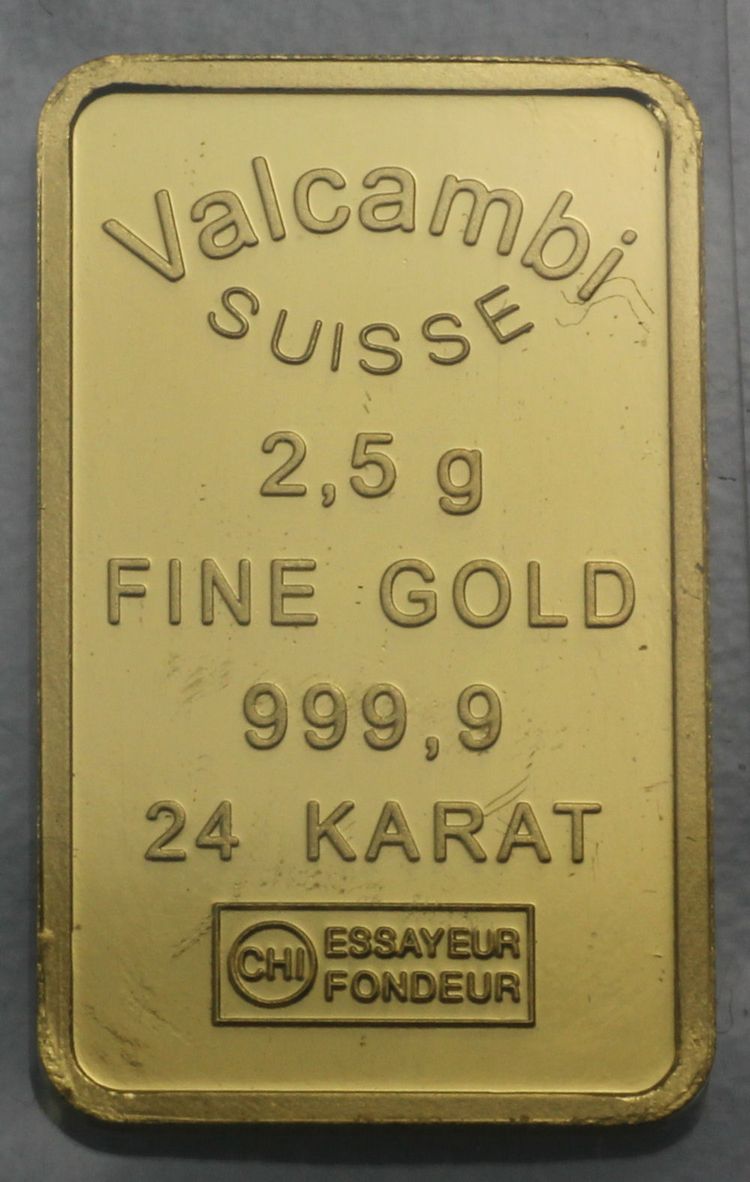 Valcambi
SUISSE
2,5 g
FINE GOLD
999,9
24 KARAT
CHI ESSAYEUR
FONDEUR